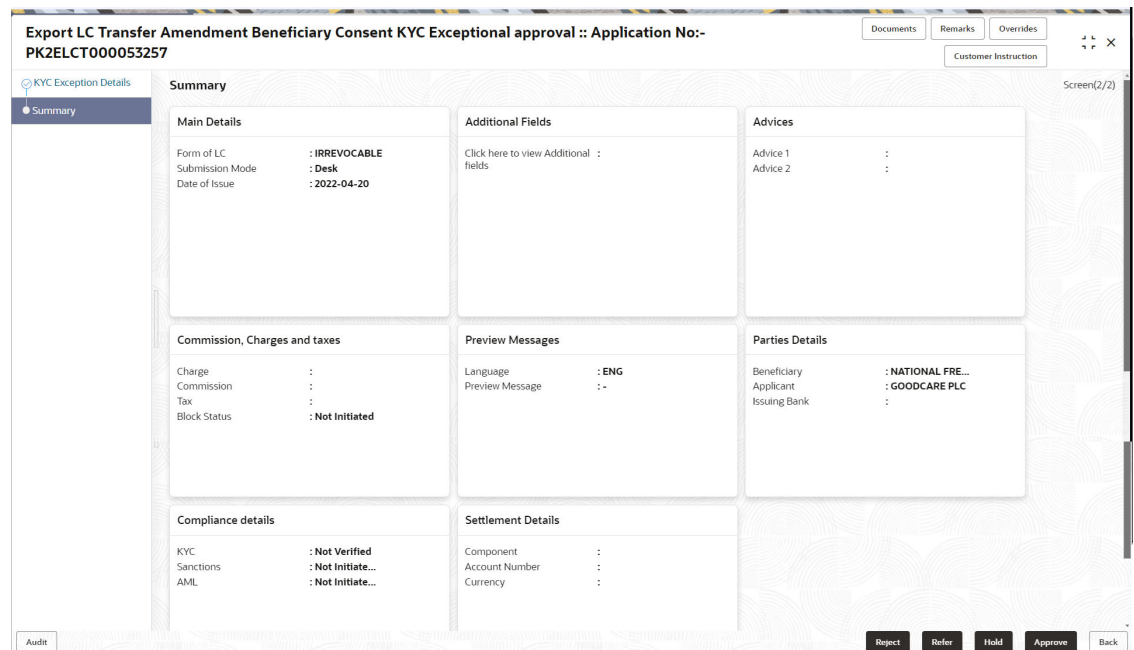 Export LC Transfer Amendment Beneficiary Consent KYC Exceptional approval :: Application No:-
PK2ELCT000053257
Documents
Remarks
Overrides
Customer Instruction
KYC Exception Details
Summary
Summary
Screen(2/2)
Main Details
Form of LC : IRREVOCABLE
Submission Mode : Desk
Date of Issue : 2022-04-20
Additional Fields
Click here to view Additional :
fields
Advices
Advice 1 :
Advice 2 :
Commission, Charges and taxes
Charge :
Commission :
Tax :
Block Status : Not Initiated
Preview Messages
Language : ENG
Preview Message : -
Parties Details
Beneficiary : NATIONAL FRE...
Applicant : GOODCARE PLC
Issuing Bank :
Compliance details
KYC : Not Verified
Sanctions : Not Initiate...
AML : Not Initiate...
Settlement Details
Component :
Account Number :
Currency :
Audit
Reject
Refer
Hold
Approve
Back